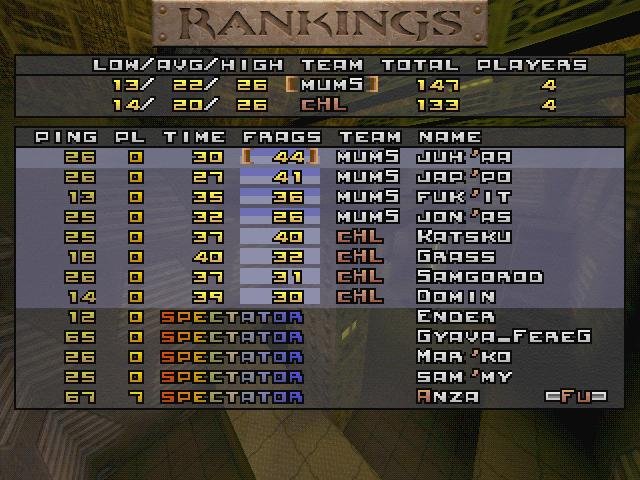 RANKINGS
LOW/AVG/HIGH TEAM TOTAL PLAYERS
13/ 22/ 26 [MUM5] 147 4
14/ 20/ 26 CHL 133 4
PING PL TIME FRAGS TEAM NAME
26 0 30 [44] MUM5 JUH'AA
26 0 27 41 MUM5 JAP'PO
13 0 35 36 MUM5 FUK'IT
25 0 32 26 MUM5 JON'AS
25 0 37 40 CHL KATSKU
18 0 40 32 CHL GRASS
26 0 37 31 CHL SAMGOROD
14 0 39 30 CHL DOMIN
12 0 SPECTATOR ENDER
65 0 SPECTATOR GYAVA_FEREG
26 0 SPECTATOR MAR'KO
25 0 SPECTATOR SAM'MY
67 7 SPECTATOR ANZA =FU=